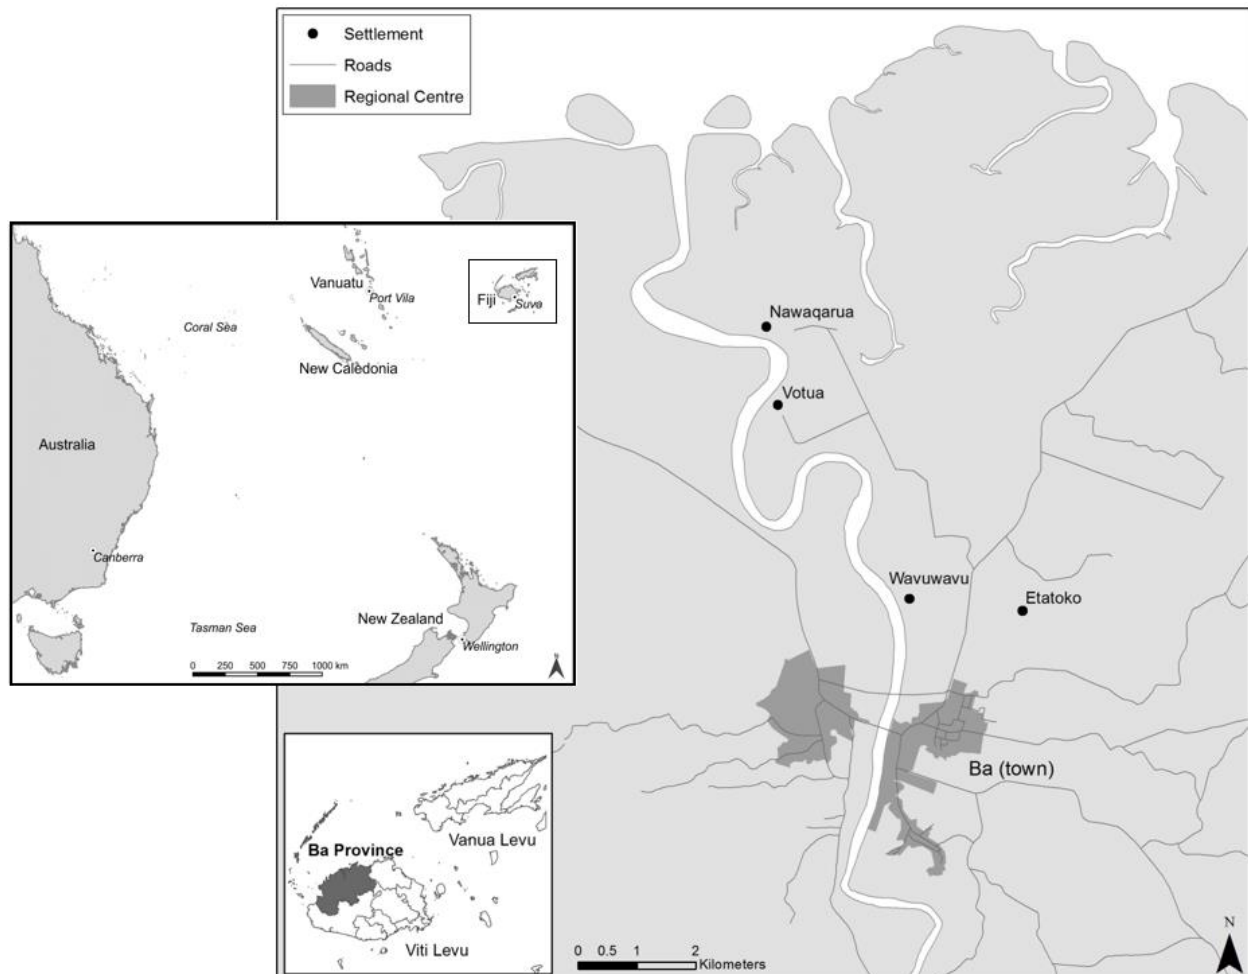 Settlement
Roads
Regional Centre
Nawaqarua
Votua
Wavuwavu
Etatoko
Ba (town)
N
0 0.5 1 2
Kilometers
Vanuatu
Port Vila
Fiji
Suva
Coral Sea
New Caledonia
Australia
Canberra
New Zealand
Tasman Sea
Wellington
0 250 500 750 1000 km
Ba Province
Vanua Levu
Viti Levu